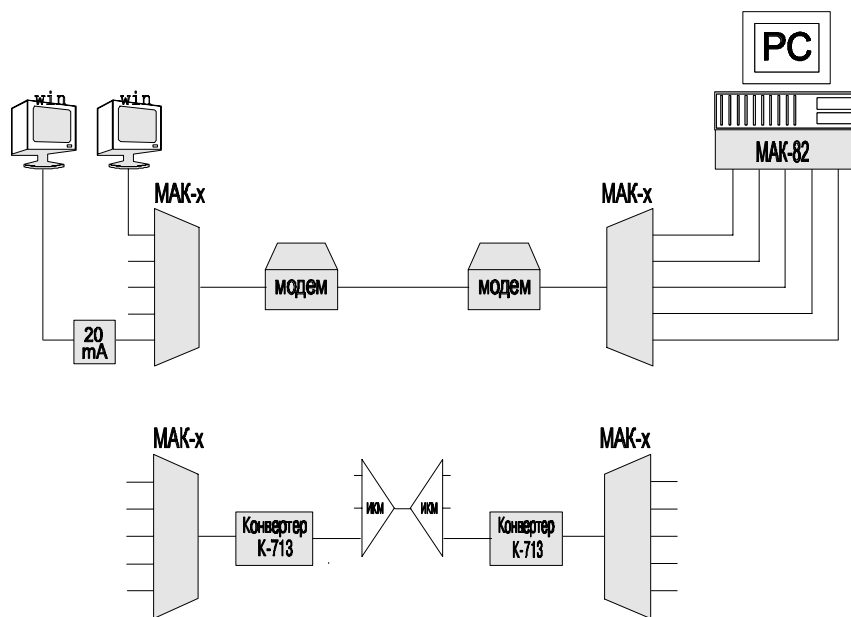 PC
win win
МАК-82
МАК-х МАК-х
модем модем
20
mA
МАК-х МАК-х
икм икм
Конвертер Конвертер
К-713 К-713